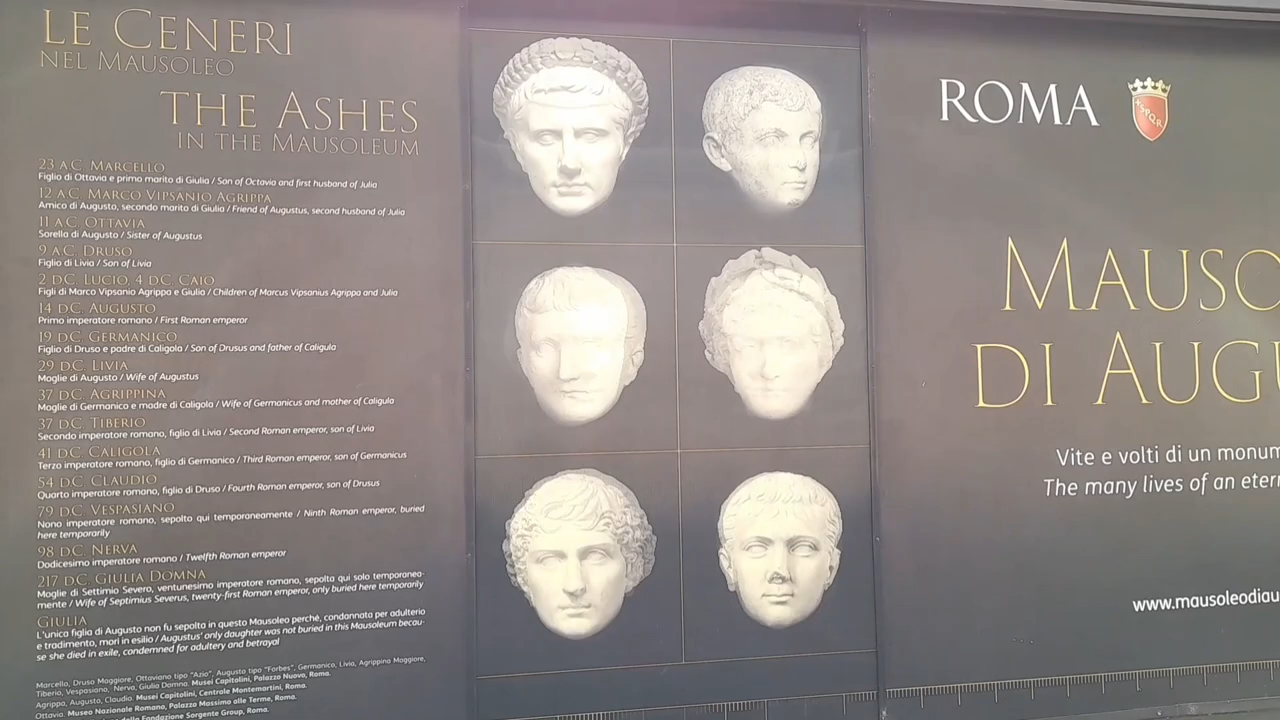 LE CENERI
NEL MAUSOLEO
THE ASHES
IN THE MAUSOLEUM
23 A.C. MARCELLO
Figlio di Ottavia e primo marito di Giulia / Son of Octavia and first husband of Julia
12 A.C. MARCO VIPSANIO AGRIPPA
Amico di Augusto, secondo marito di Giulia / Friend of Augustus, second husband of Julia
11 A.C. OTTAVIA
Sorella di Augusto / Sister of Augustus
9 A.C. DRUSO
Figlio di Livia / Son of Livia
2 D.C. LUCIO, 4 D.C. CAIO
Figli di Marco Vipsanio Agrippa e Giulia / Children of Marcus Vipsanius Agrippa and Julia
14 D.C. AUGUSTO
Primo imperatore romano / First Roman emperor
19 D.C. GERMANICO
Figlio di Druso e padre di Caligola / Son of Drusus and father of Caligula
29 D.C. LIVIA
Moglie di Augusto / Wife of Augustus
37 D.C. AGRIPPINA
Moglie di Germanico e madre di Caligola / Wife of Germanicus and mother of Caligula
37 D.C. TIBERIO
Secondo imperatore romano, figlio di Livia / Second Roman emperor, son of Livia
41 D.C. CALIGOLA
Terzo imperatore romano, figlio di Germanico / Third Roman emperor, son of Germanicus
54 D.C. CLAUDIO
Quarto imperatore romano, figlio di Druso / Fourth Roman emperor, son of Drusus
79 D.C. VESPASIANO
Nono imperatore romano, sepolto qui temporaneamente / Ninth Roman emperor, buried
here temporarily
98 D.C. NERVA
Dodicesimo imperatore romano / Twelfth Roman emperor
217 D.C. GIULIA DOMNA
Moglie di Settimio Severo, ventunesimo imperatore romano, sepolta qui solo temporanea-
mente / Wife of Septimius Severus, twenty-first Roman emperor, only buried here temporarily
GIULIA
L'unica figlia di Augusto non fu sepolta in questo Mausoleo perché, condannata per adulterio
e tradimento, morì in esilio / Augustus' only daughter was not buried in this Mausoleum becau-
se she died in exile, condemned for adultery and betrayal
Marcello, Druso Maggiore, Ottaviano tipo "Azio", Augusto tipo "Forbes", Germanico, Livia, Agrippina Maggiore,
Tiberio, Vespasiano, Nerva, Giulia Domna. Musei Capitolini, Palazzo Nuovo, Roma.
Agrippa, Augusto, Claudio. Musei Capitolini, Centrale Montemartini, Roma.
Ottavia. Museo Nazionale Romano, Palazzo Massimo alle Terme, Roma.
della Fondazione Sorgente Group, Roma.
ROMA
SPQR
MAUSO
DI AUG
Vite e volti di un monum
The many lives of an eter
www.mausoleodiau